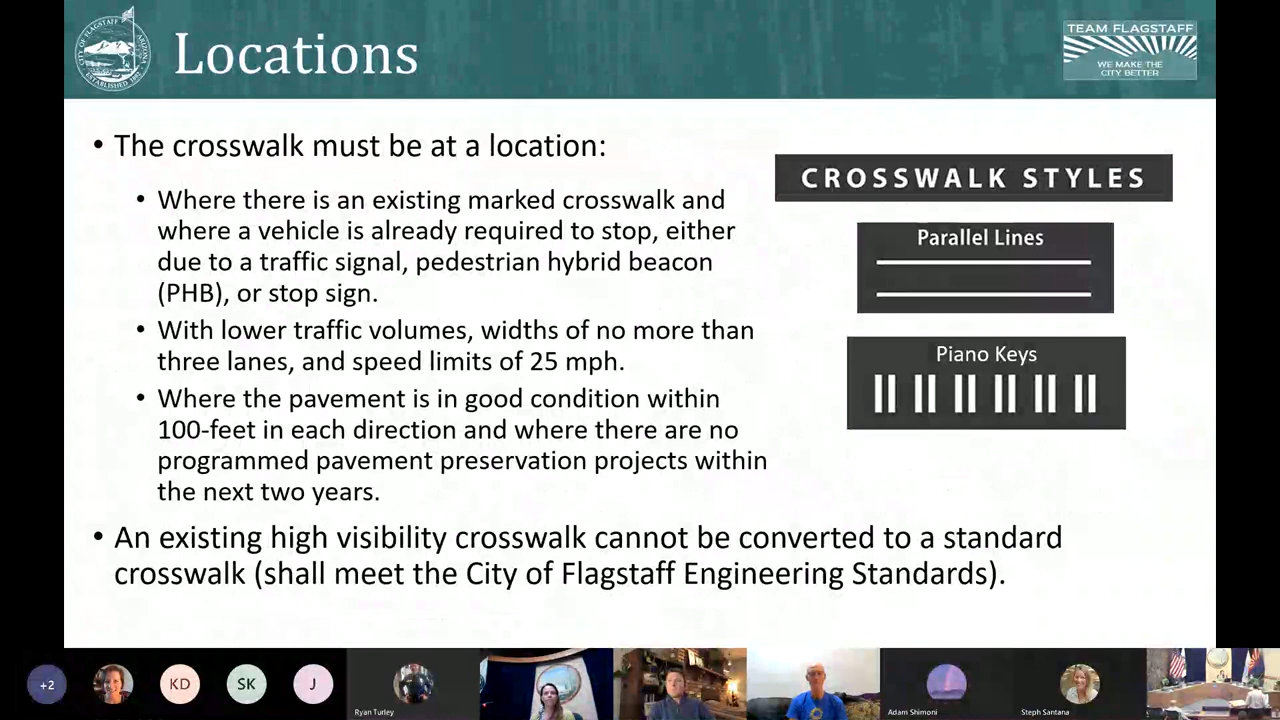 CITY OF FLAGSTAFF ARIZONA
ESTABLISHED 1882
Locations
TEAM FLAGSTAFF
WE MAKE THE
CITY BETTER
• The crosswalk must be at a location:
• Where there is an existing marked crosswalk and
where a vehicle is already required to stop, either
due to a traffic signal, pedestrian hybrid beacon
(PHB), or stop sign.
• With lower traffic volumes, widths of no more than
three lanes, and speed limits of 25 mph.
• Where the pavement is in good condition within
100-feet in each direction and where there are no
programmed pavement preservation projects within
the next two years.
• An existing high visibility crosswalk cannot be converted to a standard
crosswalk (shall meet the City of Flagstaff Engineering Standards).
CROSSWALK STYLES
Parallel Lines
Piano Keys
+2
KD
SK
J
Ryan Turley
Adam Shimoni
Steph Santana